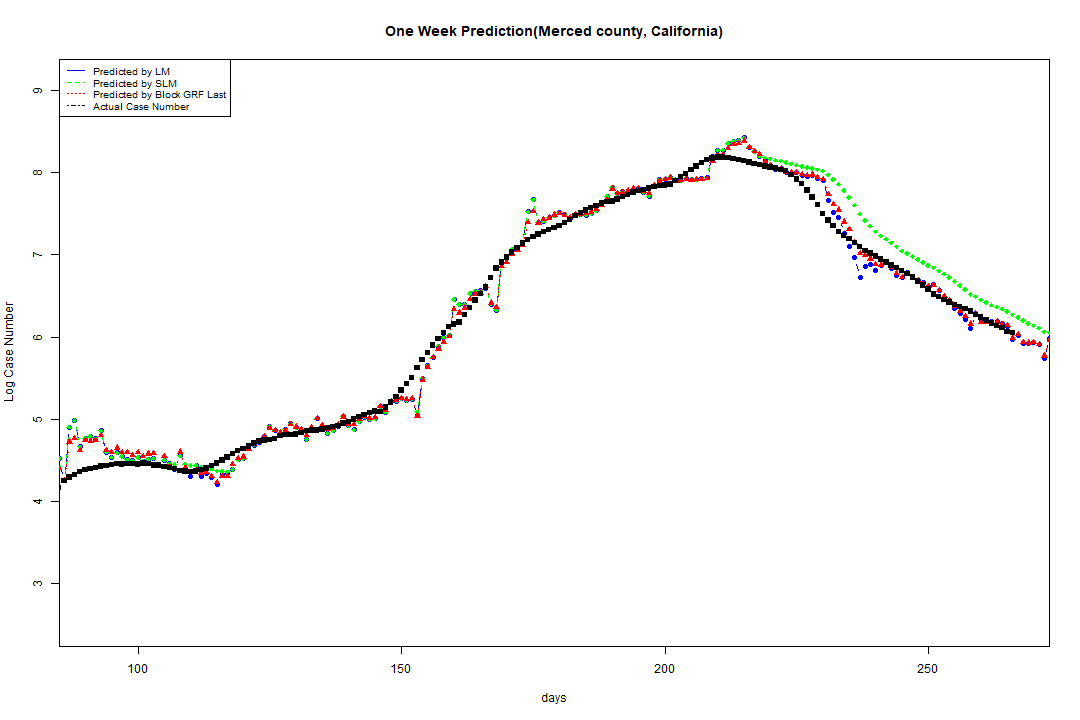 One Week Prediction(Merced county, California)
Predicted by LM
Predicted by SLM
Predicted by Block GRF Last
Actual Case Number
9
8
7
6
5
4
3
Log Case Number
100 150 200 250
days